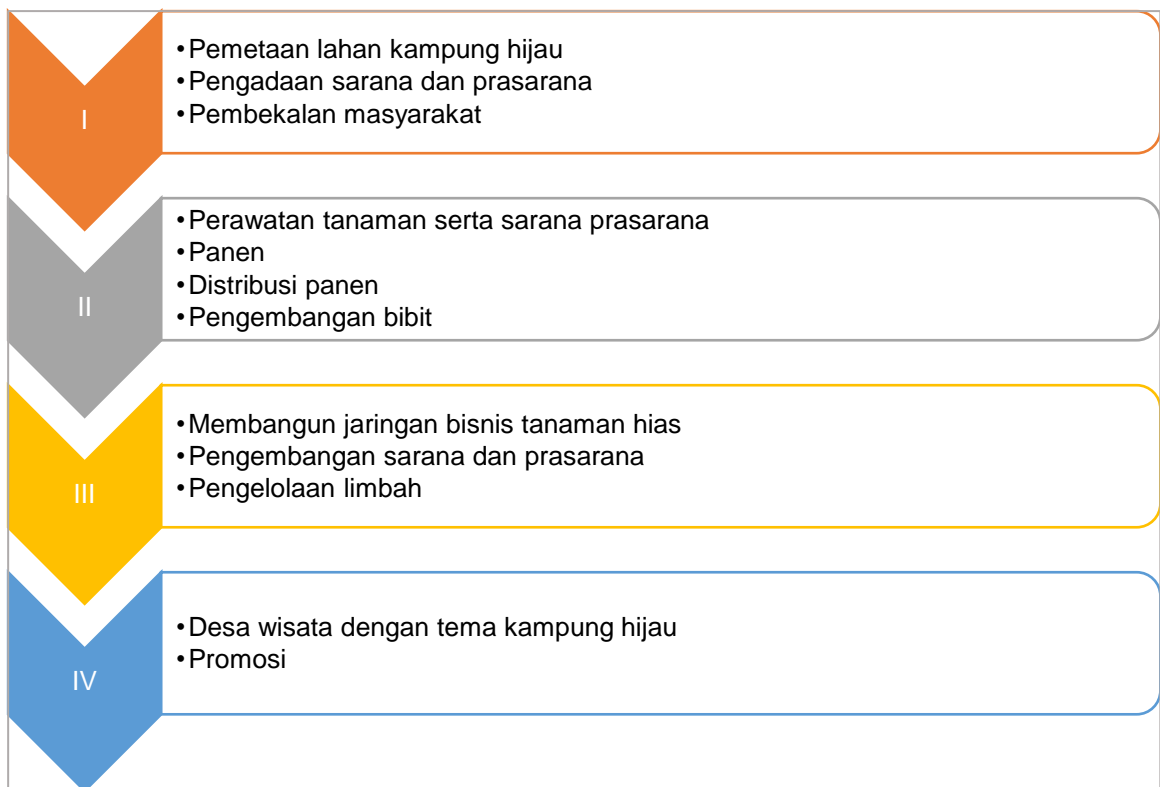 I
•Pemetaan lahan kampung hijau
•Pengadaan sarana dan prasarana
•Pembekalan masyarakat
II
•Perawatan tanaman serta sarana prasarana
•Panen
•Distribusi panen
•Pengembangan bibit
III
•Membangun jaringan bisnis tanaman hias
•Pengembangan sarana dan prasarana
•Pengelolaan limbah
IV
•Desa wisata dengan tema kampung hijau
•Promosi